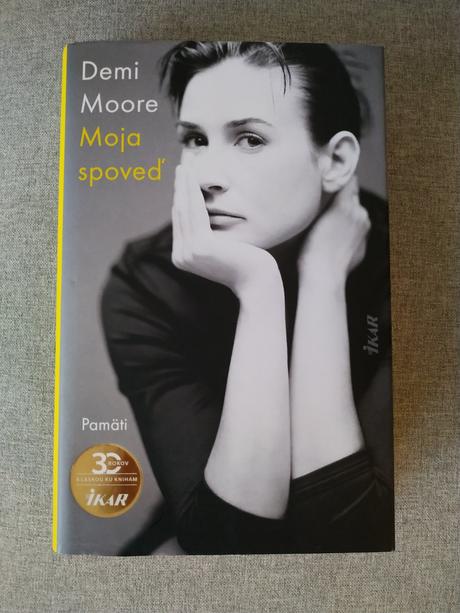 Demi
Moore
Moja
spoveď
IKAR
Pamäti
30
ROKOV
S LÁSKOU KU KNIHÁM
IKAR